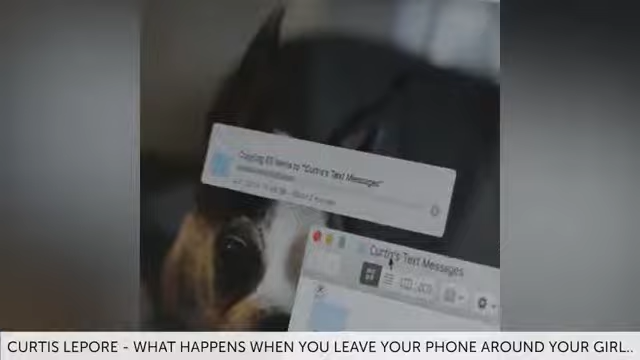 Copying 65 items to "Curtis's Text Messages"
Curtis's Text Messages
CURTIS LEPORE - WHAT HAPPENS WHEN YOU LEAVE YOUR PHONE AROUND YOUR GIRL..